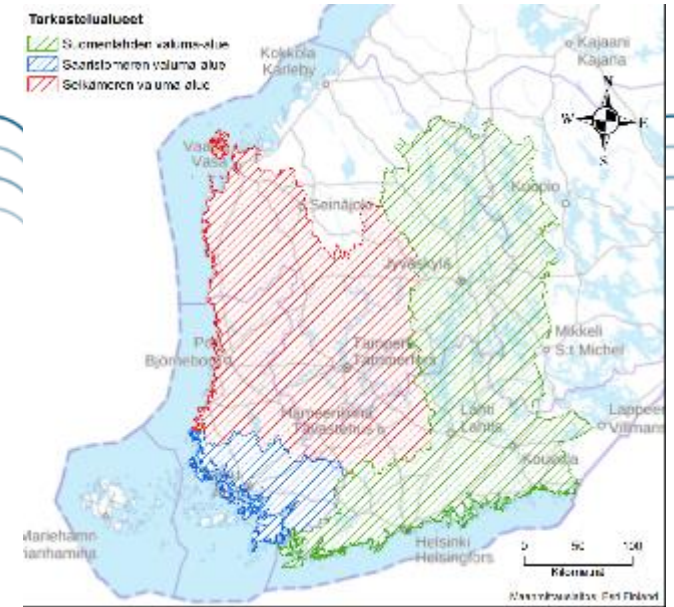 Tarkastelualueet
Suomenlahden valuma-alue
Saaristomeren valuma-alue
Selkämeren valuma-alue
Kokkola
Karleby
Kajaani
Kajana
N
W
E
S
Vaasa
Vasa
Seinäjoki
Kuopio
Jyväskylä
Mikkeli
S:t Michel
Pori
Björneborg
Tampere
Tammerfors
Hämeenlinna
Tavastehus
Lahti
Lahtis
Lappeen
Villmans
Kouvola
Mariehamn
Maarianhamina
Helsinki
Helsingfors
0 50 100
Kilometriä
Maanmittauslaitos, Esri Finland